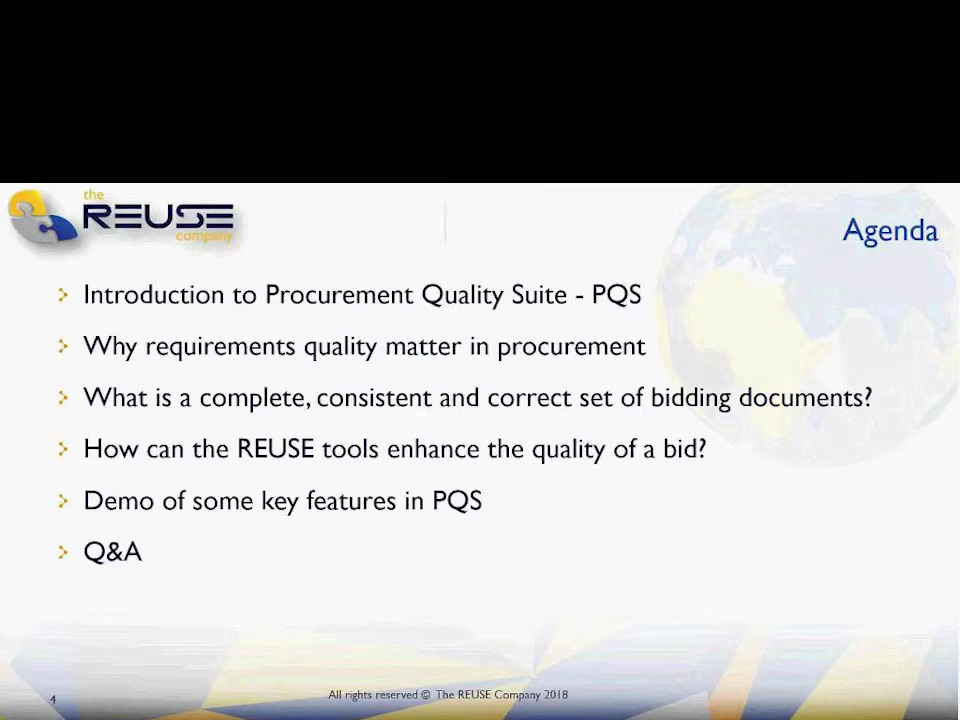 the
REUSE
company
Agenda
Introduction to Procurement Quality Suite - PQS
Why requirements quality matter in procurement
What is a complete, consistent and correct set of bidding documents?
How can the REUSE tools enhance the quality of a bid?
Demo of some key features in PQS
Q&A
4
All rights reserved © The REUSE Company 2018